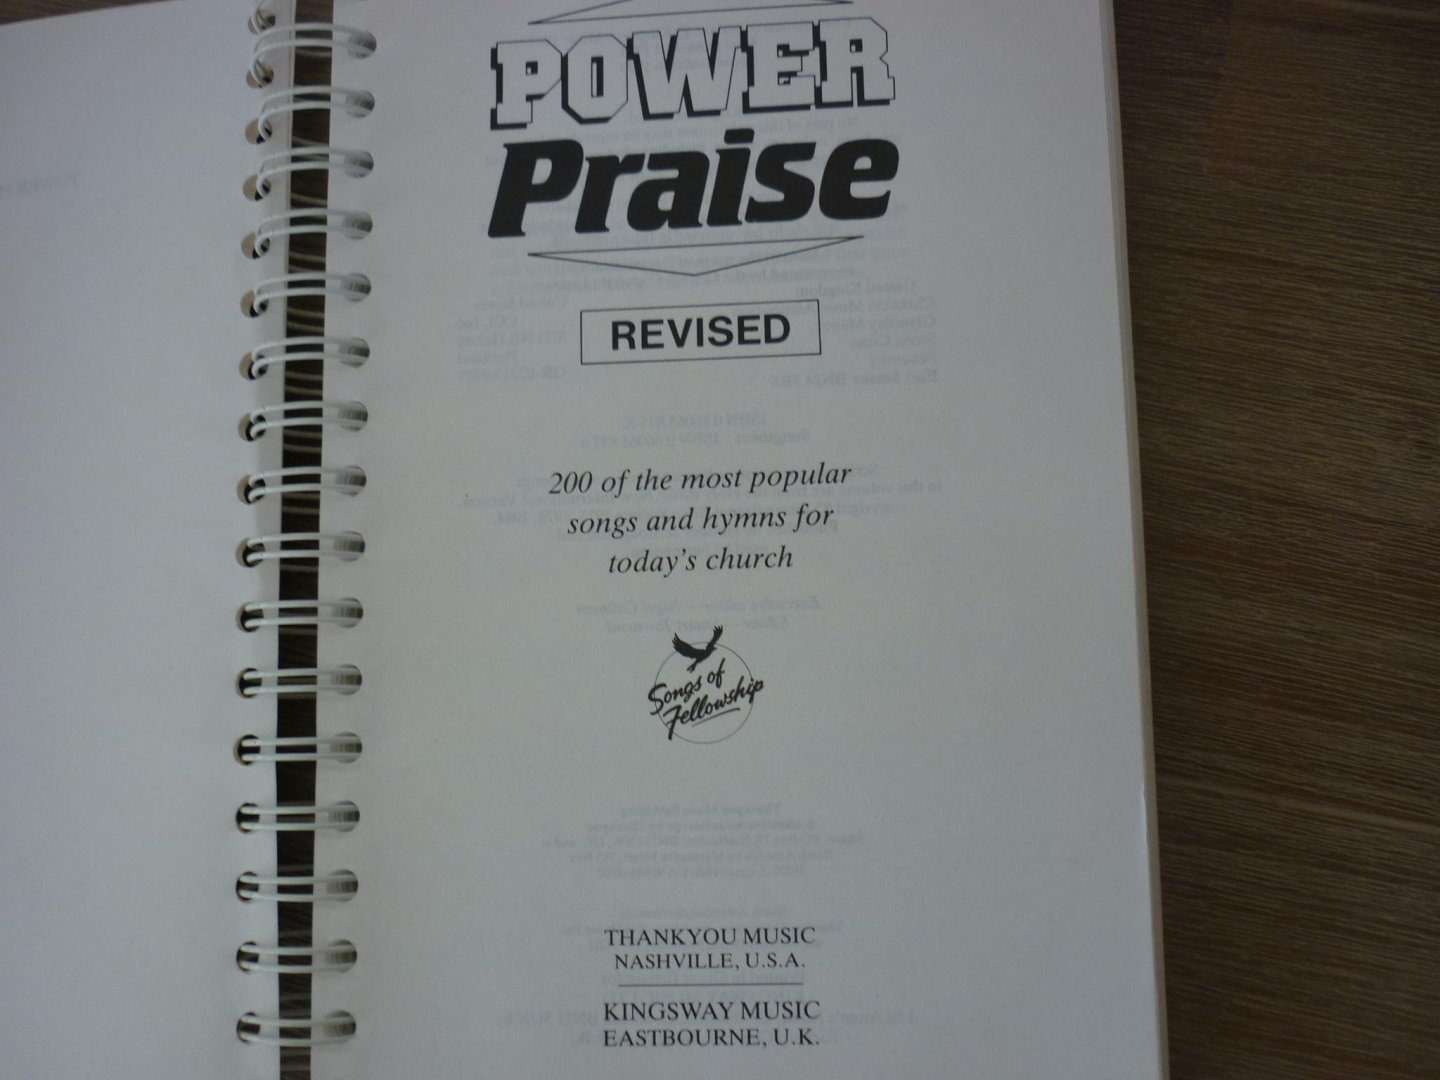 POWER
Praise
REVISED
200 of the most popular
songs and hymns for
today's church
Songs of
Fellowship
THANKYOU MUSIC
NASHVILLE, U.S.A.
KINGSWAY MUSIC
EASTBOURNE, U.K.